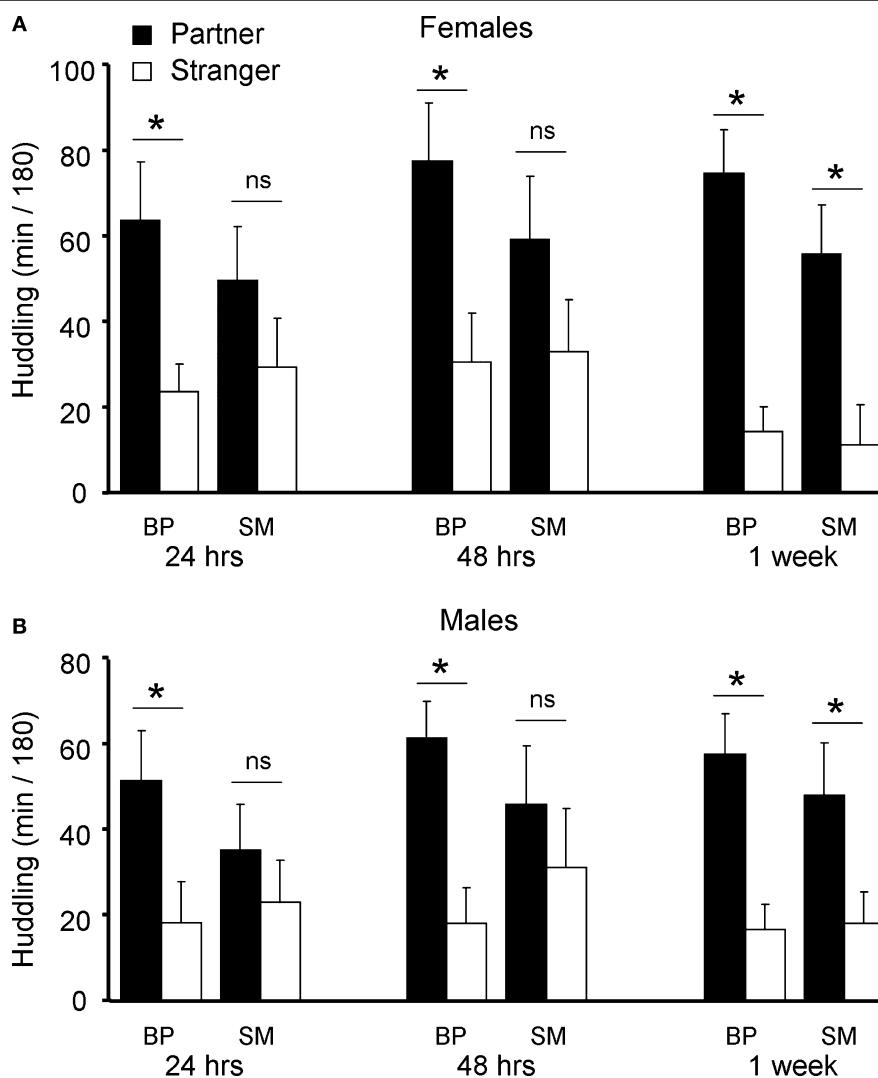 A
Partner
Stranger
Females
Huddling (min / 180)
100
80
60
40
20
0
*
ns
*
ns
*
*
BP SM BP SM BP SM
24 hrs 48 hrs 1 week
B
Males
Huddling (min / 180)
80
60
40
20
0
*
ns
*
ns
*
*
BP SM BP SM BP SM
24 hrs 48 hrs 1 week